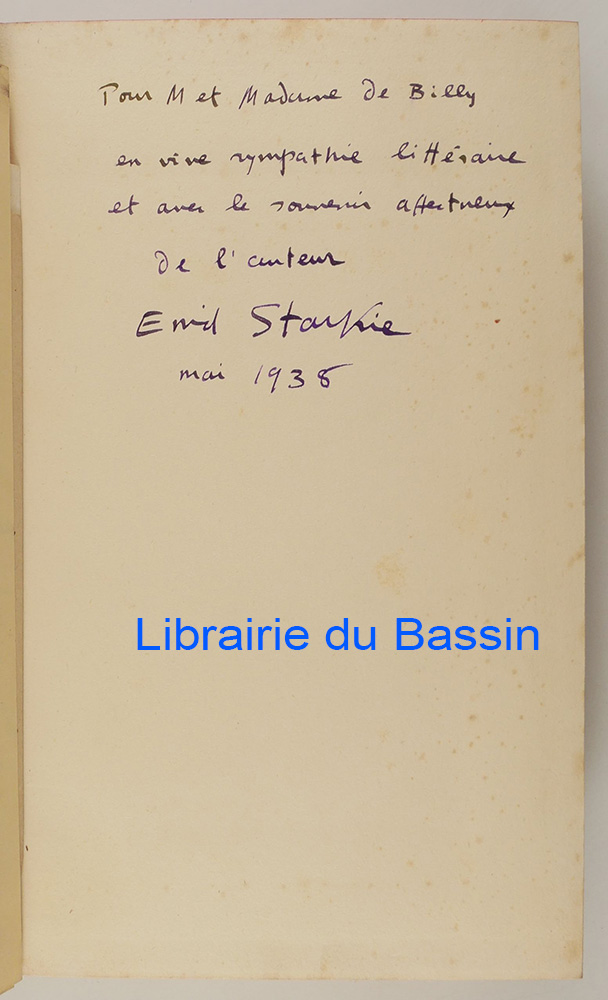 Pour M et Madame de Billy
en vive sympathie littéraire
et avec le souvenir affectueux
de l'auteur
Enid Starkie
mai 1938
Librairie du Bassin